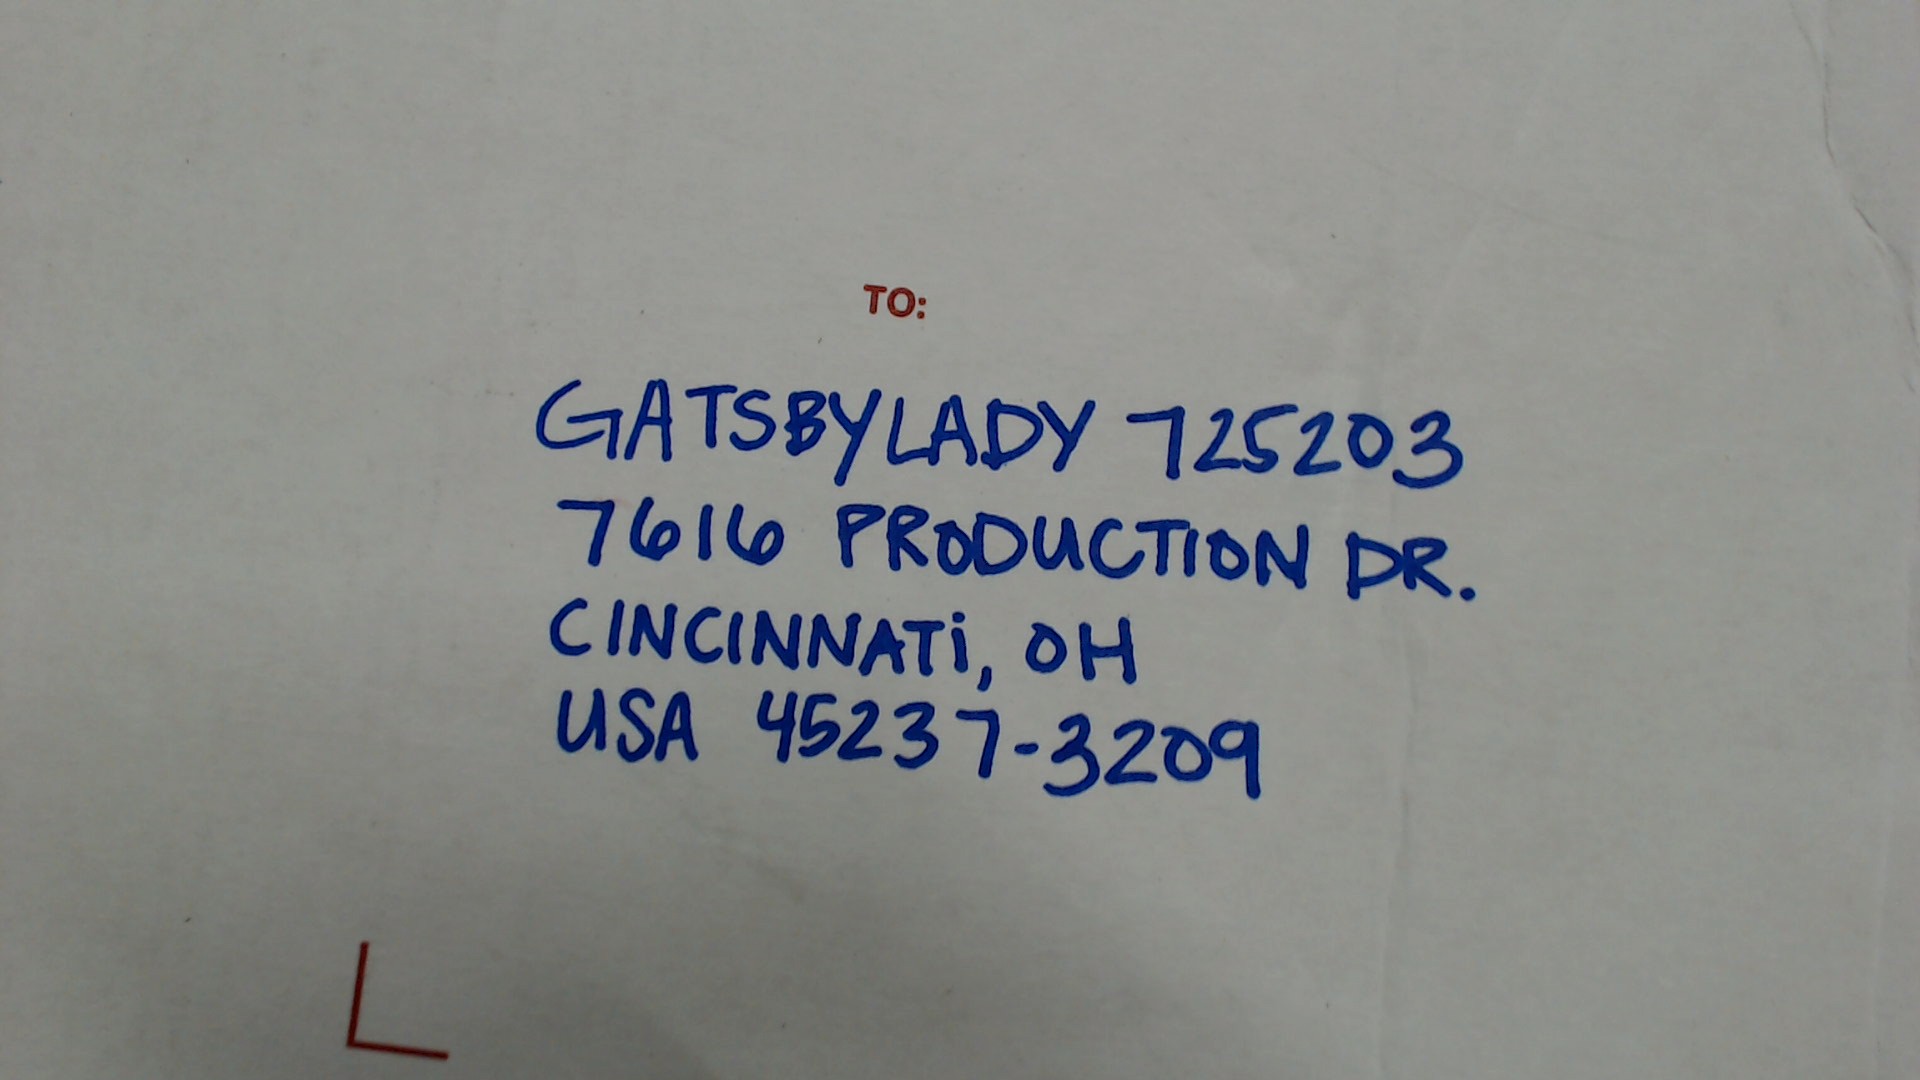 TO:
GATSBYLADY 725203
7616 PRODUCTION DR.
CINCINNATi, OH
USA 45237-3209